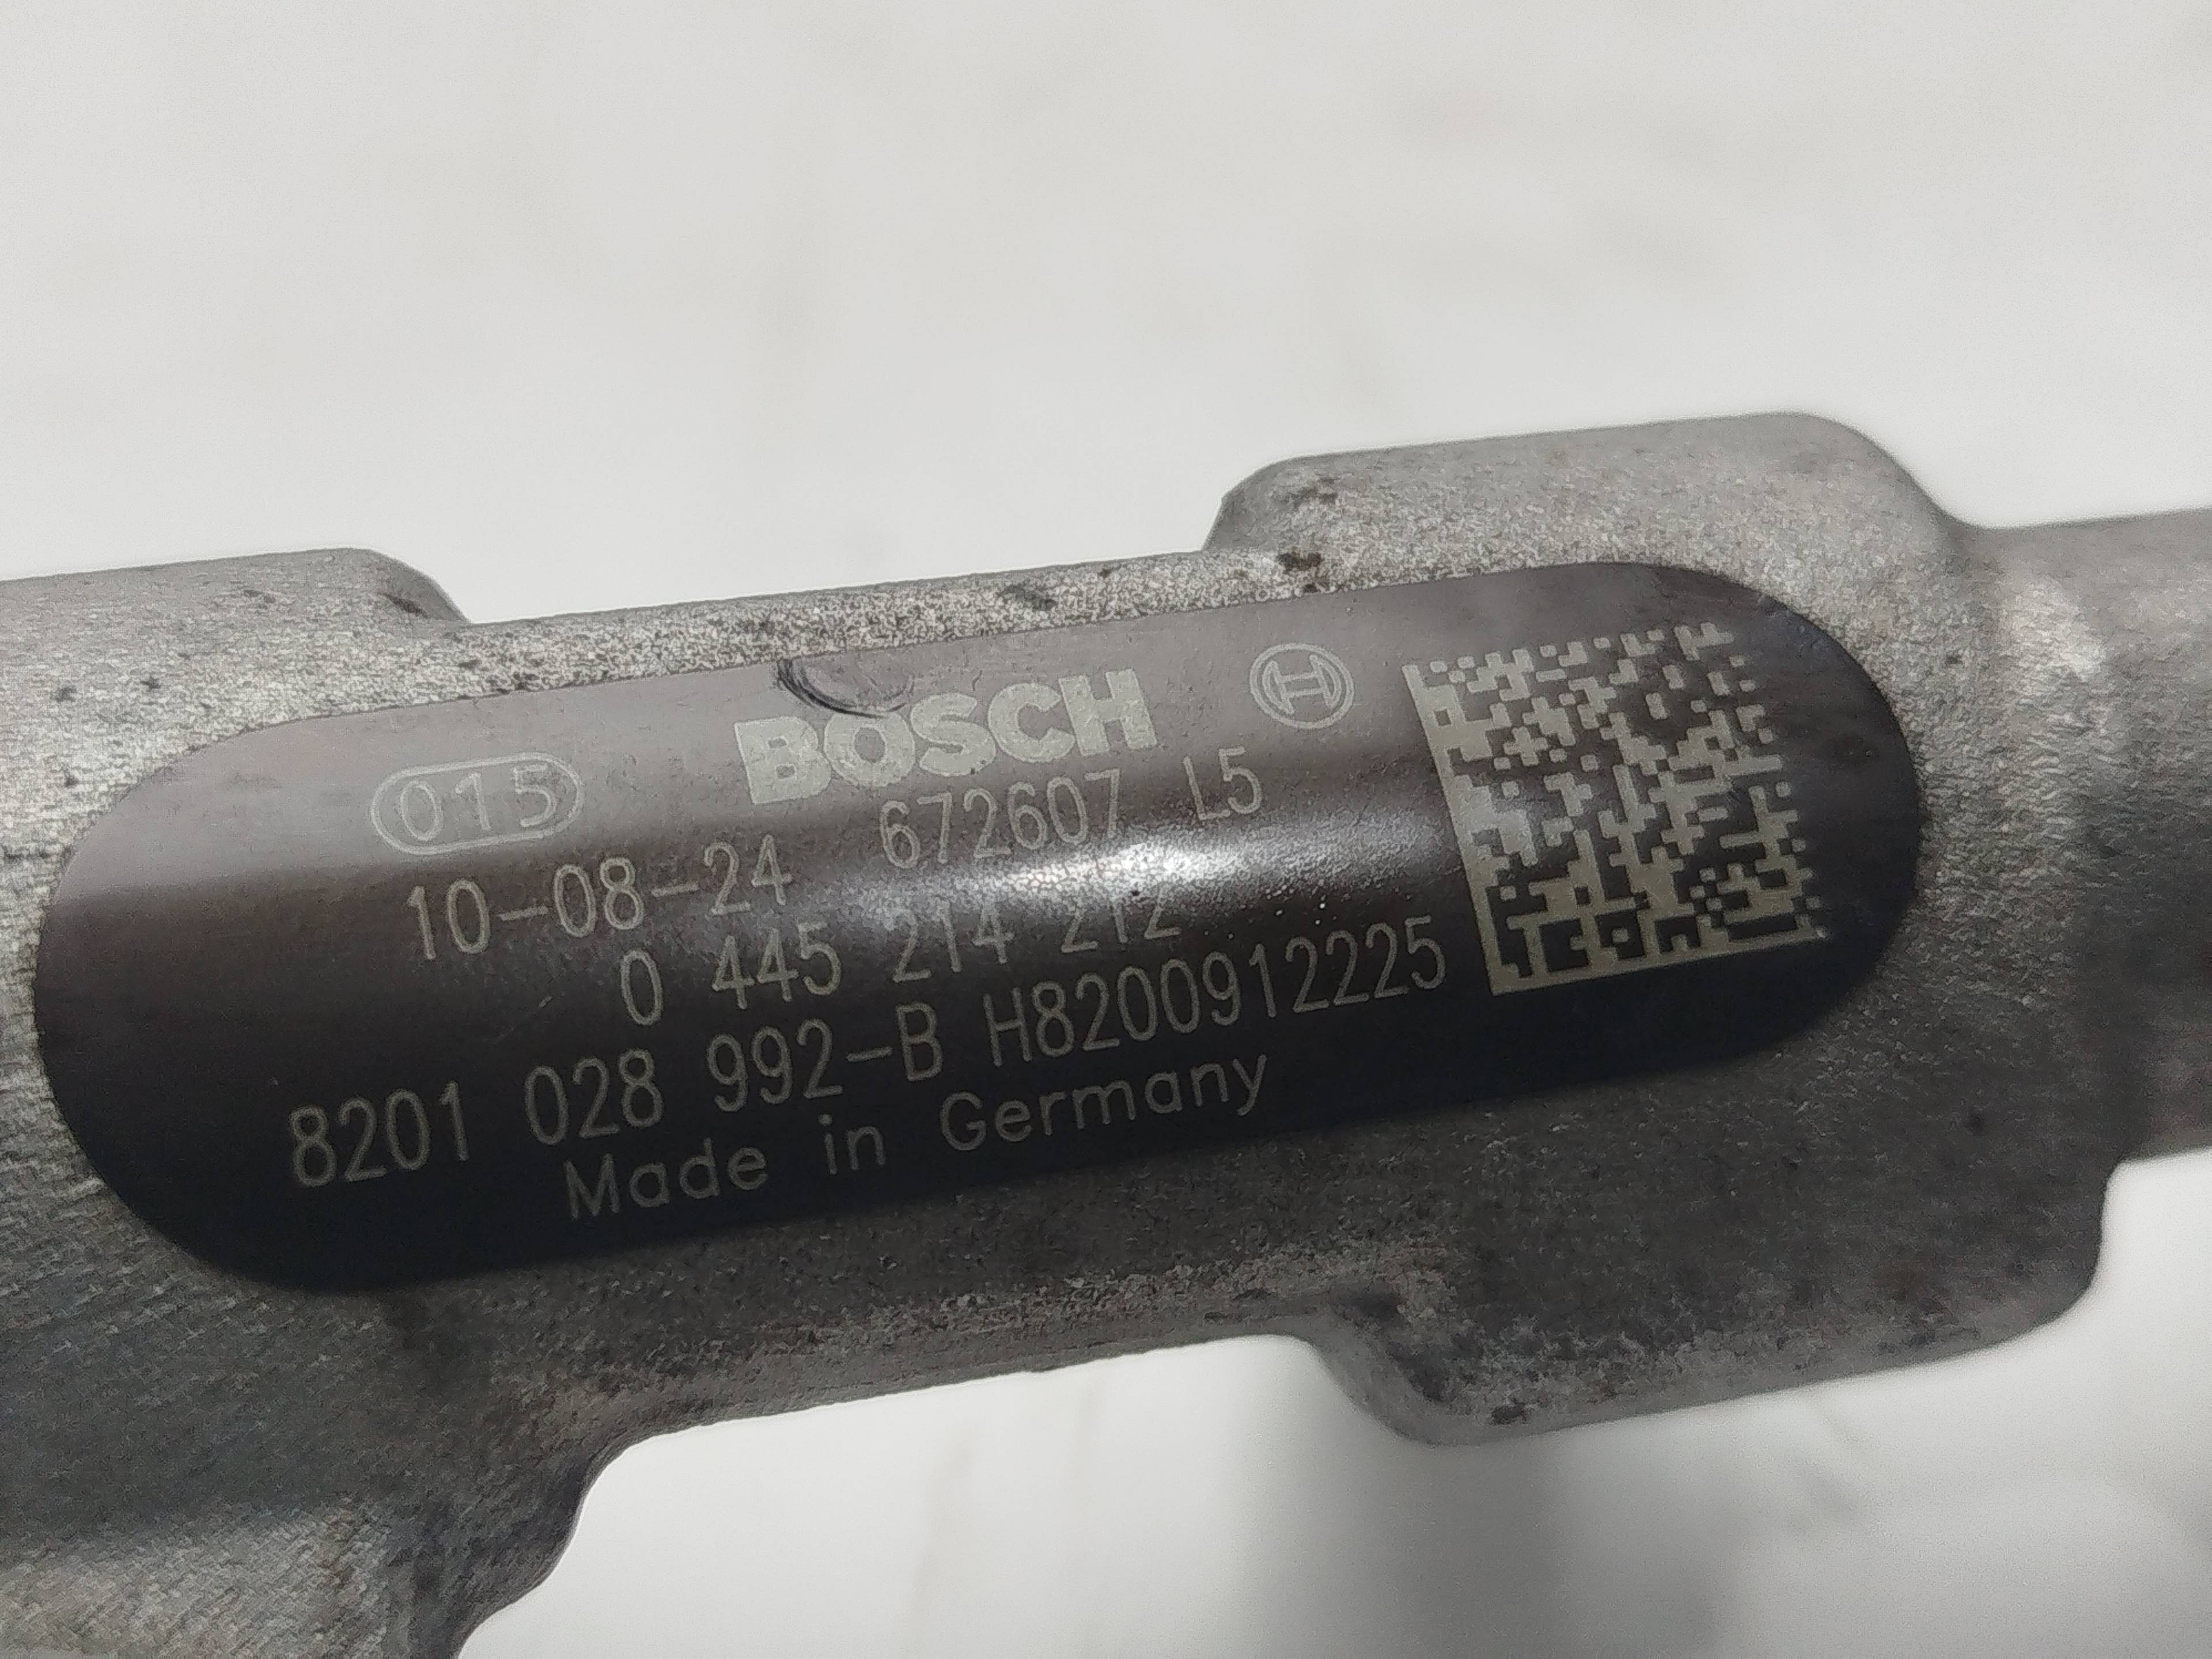 BOSCH
015
10-08-24 672607 L5
0 445 214 212
8201 028 992-B H8200912225
Made in Germany